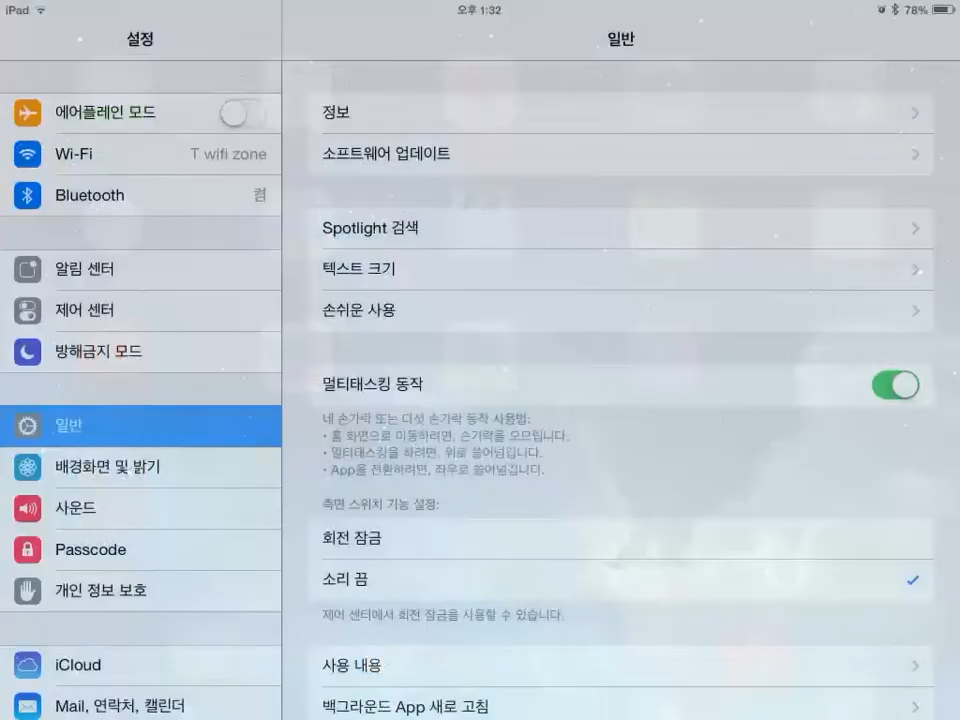 iPad
오후 1:32
78%
설정
일반
에어플레인 모드
Wi-Fi
T wifi zone
Bluetooth
켬
알림 센터
제어 센터
방해금지 모드
일반
배경화면 및 밝기
사운드
Passcode
개인 정보 보호
iCloud
Mail, 연락처, 캘린더
정보
소프트웨어 업데이트
Spotlight 검색
텍스트 크기
손쉬운 사용
멀티태스킹 동작
네 손가락 또는 다섯 손가락 동작 사용법:
• 홈 화면으로 이동하려면, 손가락을 오므립니다.
• 멀티태스킹을 하려면, 위로 쓸어넘깁니다.
• App을 전환하려면, 좌우로 쓸어넘깁니다.
측면 스위치 기능 설정:
회전 잠금
소리 끔
제어 센터에서 회전 잠금을 사용할 수 있습니다.
사용 내용
백그라운드 App 새로 고침